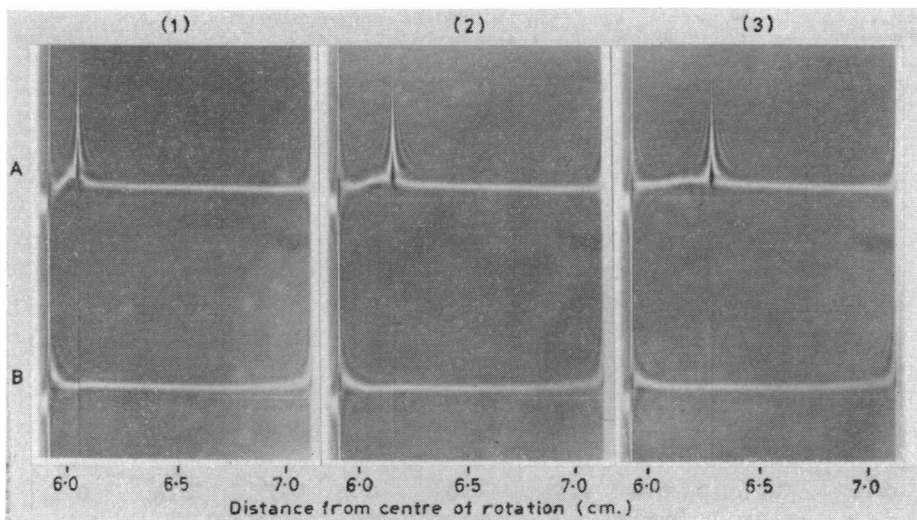 (1) (2) (3)
A
B
6·0 6·5 7·0 6·0 6·5 7·0 6·0 6·5 7·0
Distance from centre of rotation (cm.)